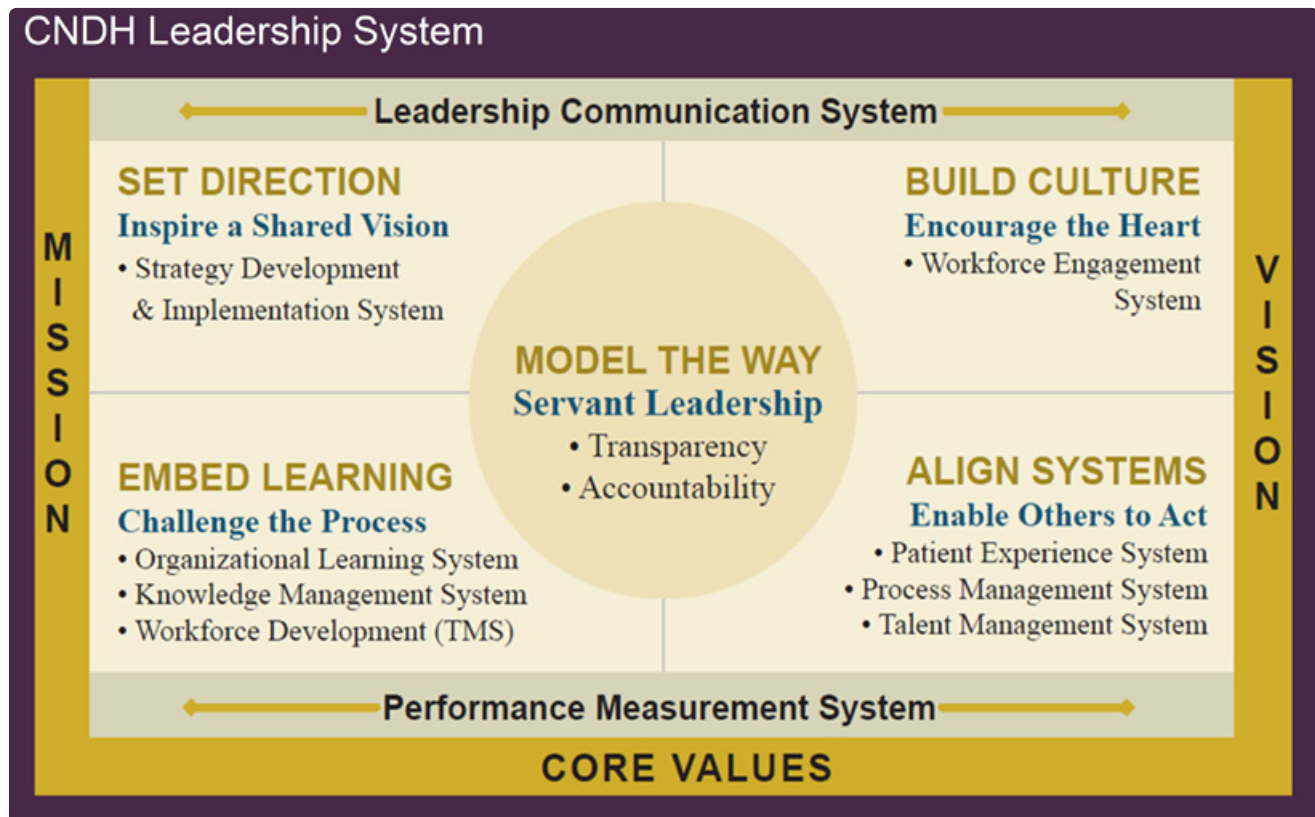 CNDH Leadership System
Leadership Communication System
MISSION
SET DIRECTION
Inspire a Shared Vision
• Strategy Development
& Implementation System
BUILD CULTURE
Encourage the Heart
• Workforce Engagement
System
MODEL THE WAY
Servant Leadership
• Transparency
• Accountability
EMBED LEARNING
Challenge the Process
• Organizational Learning System
• Knowledge Management System
• Workforce Development (TMS)
ALIGN SYSTEMS
Enable Others to Act
• Patient Experience System
• Process Management System
• Talent Management System
VISION
Performance Measurement System
CORE VALUES